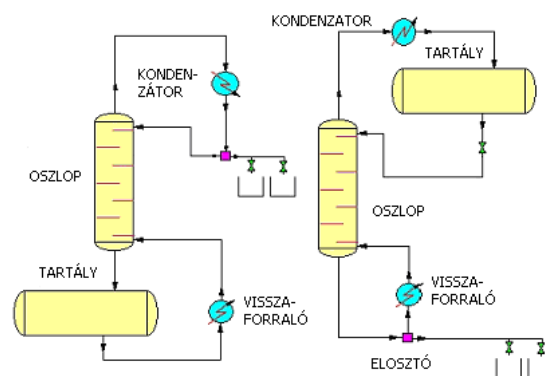 KONDEN-
ZÁTOR
OSZLOP
TARTÁLY
VISSZA-
FORRALÓ
KONDENZATOR
TARTÁLY
OSZLOP
VISSZA-
FORRALÓ
ELOSZTÓ